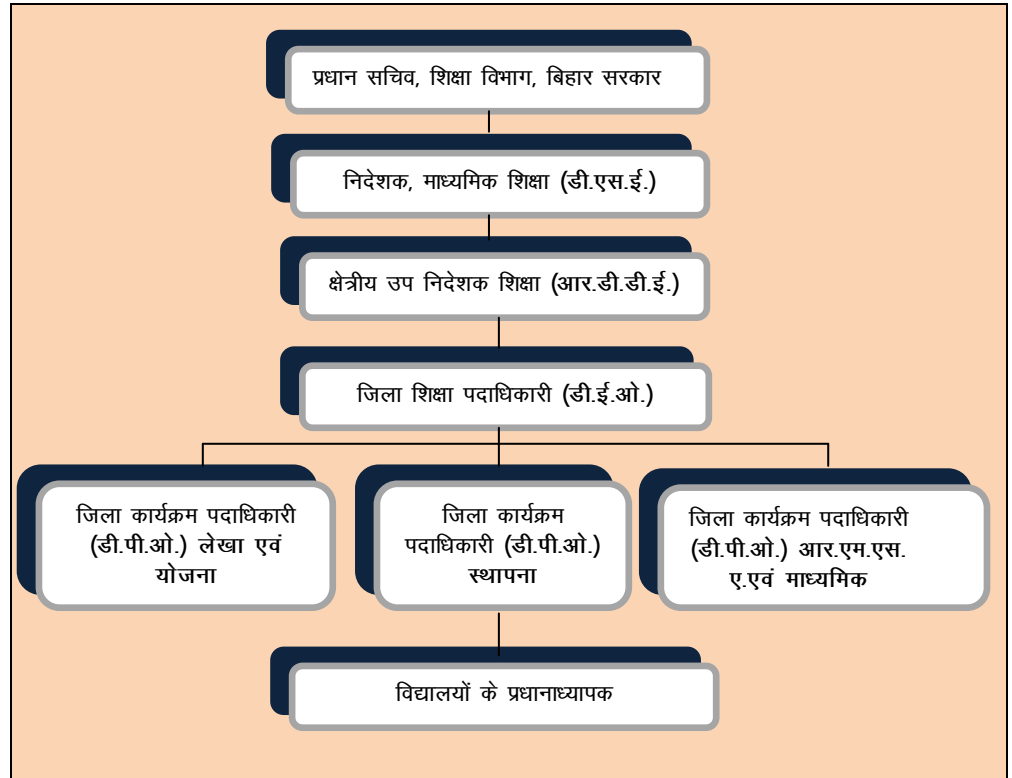 प्रधान सचिव, शिक्षा विभाग, बिहार सरकार
निदेशक, माध्यमिक शिक्षा (डी.एस.ई.)
क्षेत्रीय उप निदेशक शिक्षा (आर.डी.डी.ई.)
जिला शिक्षा पदाधिकारी (डी.ई.ओ.)
जिला कार्यक्रम पदाधिकारी
(डी.पी.ओ.) लेखा एवं
योजना
जिला कार्यक्रम
पदाधिकारी (डी.पी.ओ.)
स्थापना
जिला कार्यक्रम पदाधिकारी
(डी.पी.ओ.) आर.एम.एस.
ए.एवं माध्यमिक
विद्यालयों के प्रधानाध्यापक